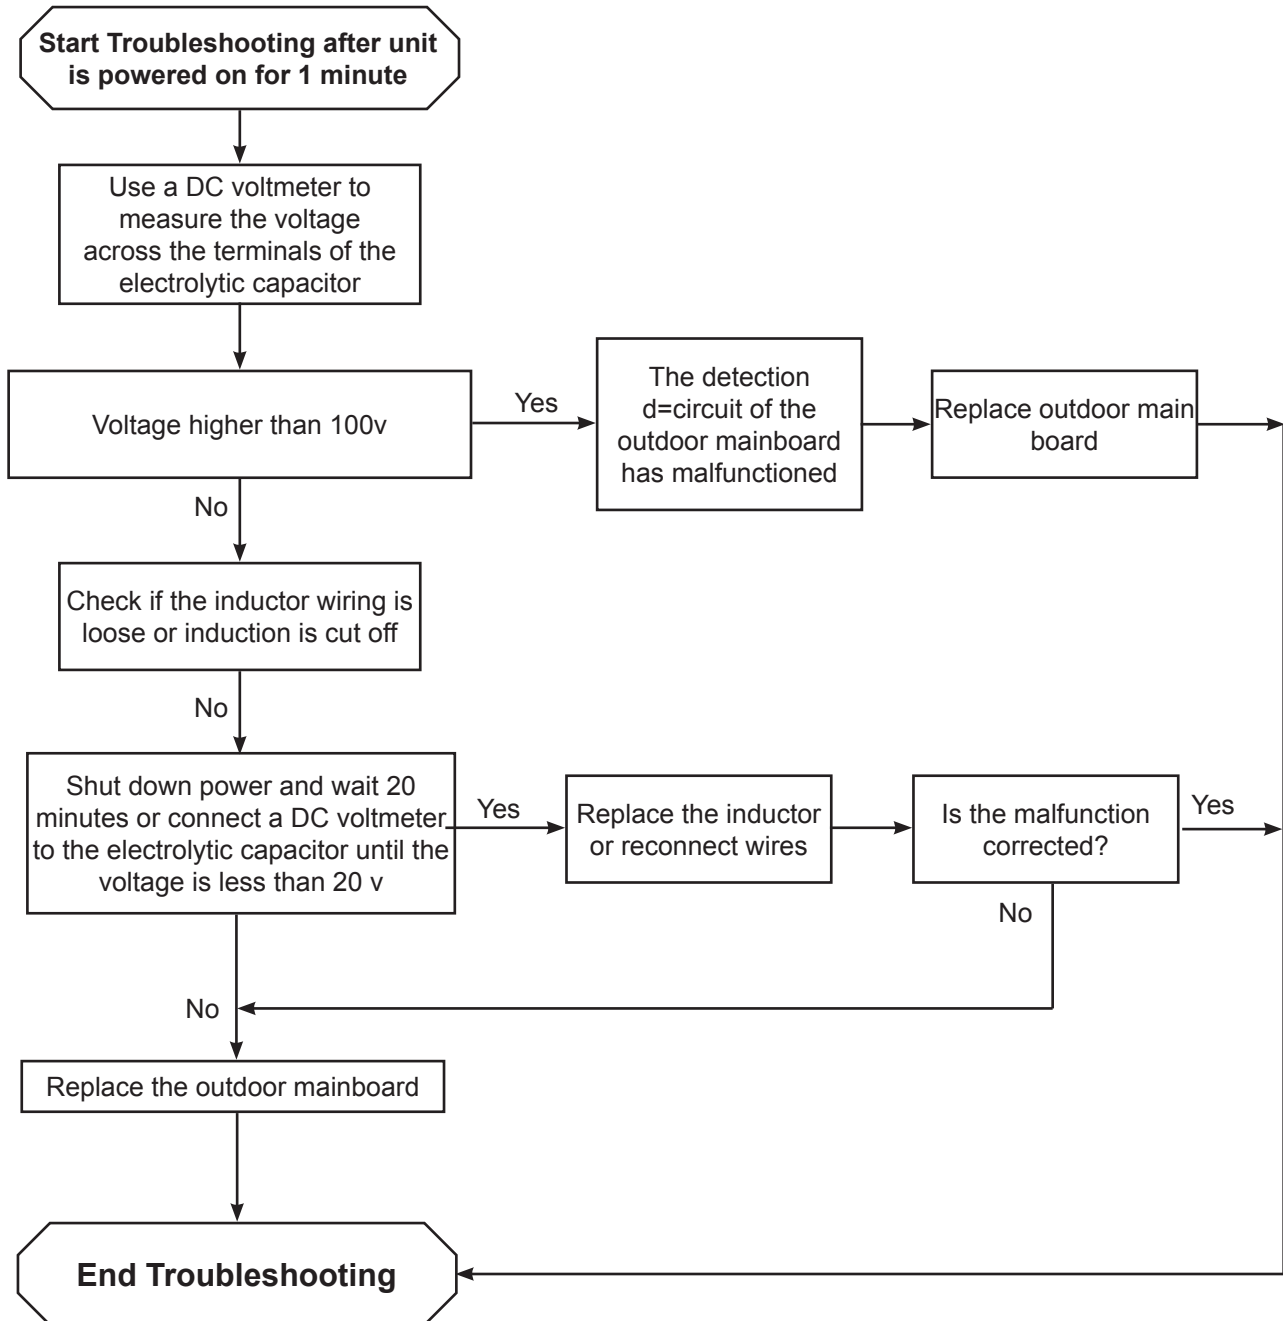 Start Troubleshooting after unit
is powered on for 1 minute
Use a DC voltmeter to
measure the voltage
across the terminals of the
electrolytic capacitor
Voltage higher than 100v
Yes
The detection
d=circuit of the
outdoor mainboard
has malfunctioned
Replace outdoor main
board
No
Check if the inductor wiring is
loose or induction is cut off
No
Shut down power and wait 20
minutes or connect a DC voltmeter
to the electrolytic capacitor until the
voltage is less than 20 v
Yes
Replace the inductor
or reconnect wires
Is the malfunction
corrected?
Yes
No
No
Replace the outdoor mainboard
End Troubleshooting